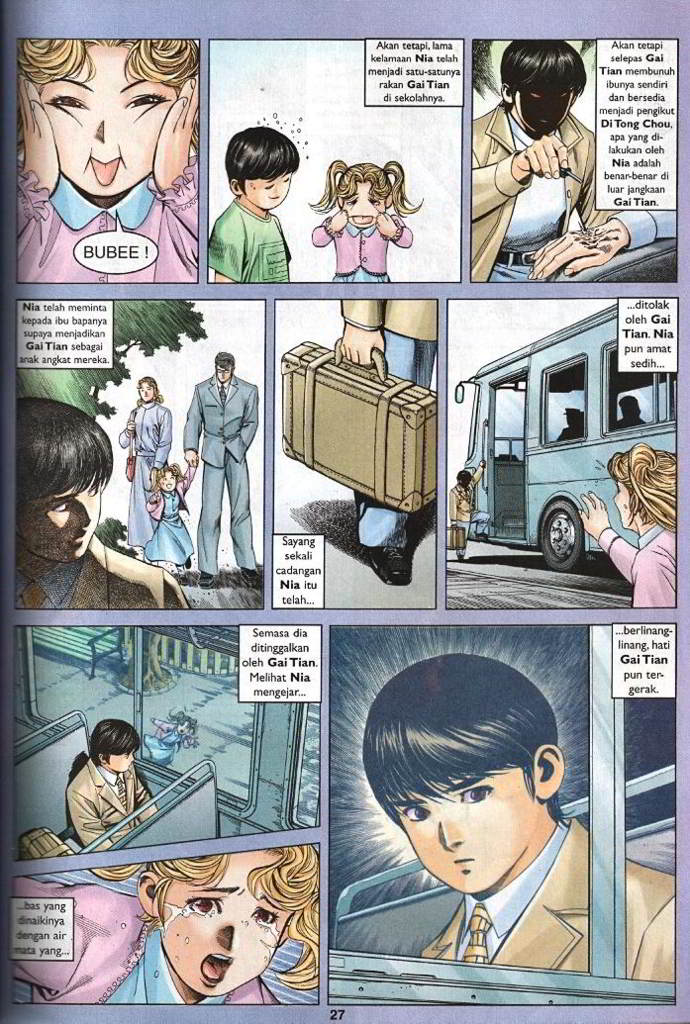 BUBEE !
Akan tetapi, lama
kelamaan Nia telah
menjadi satu-satunya
rakan Gai Tian
di sekolahnya.
Akan tetapi
selepas Gai
Tian membunuh
ibunya sendiri
dan bersedia
menjadi pengikut
Di Tong Chou,
apa yang di-
lakukan oleh
Nia adalah
benar-benar di
luar jangkaan
Gai Tian.
Nia telah meminta
kepada ibu bapanya
supaya menjadikan
Gai Tian sebagai
anak angkat mereka.
Sayang
sekali
cadangan
Nia itu
telah...
...ditolak
oleh Gai
Tian. Nia
pun amat
sedih...
Semasa dia
ditinggalkan
oleh Gai Tian.
Melihat Nia
mengejar...
...bas yang
dinaikinya
dengan air
mata yang...
...berlinang-
linang, hati
Gai Tian
pun ter-
gerak.
27